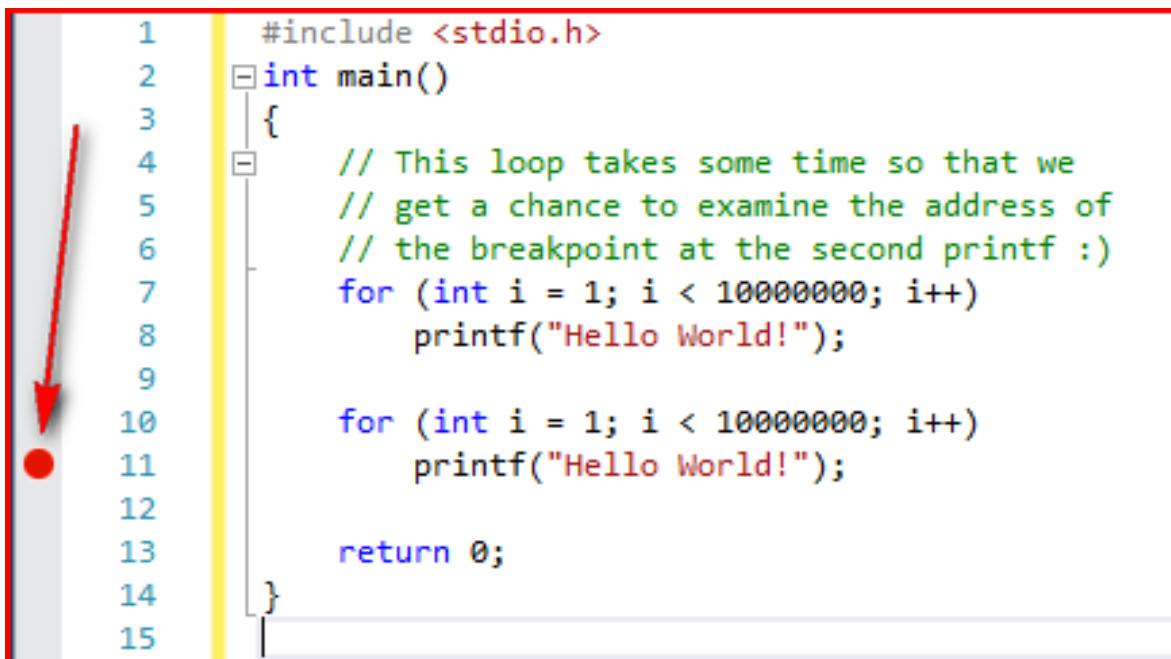 1 #include <stdio.h>
2 int main()
3 {
4 // This loop takes some time so that we
5 // get a chance to examine the address of
6 // the breakpoint at the second printf :)
7 for (int i = 1; i < 10000000; i++)
8 printf("Hello World!");
9
10 for (int i = 1; i < 10000000; i++)
11 printf("Hello World!");
12
13 return 0;
14 }
15